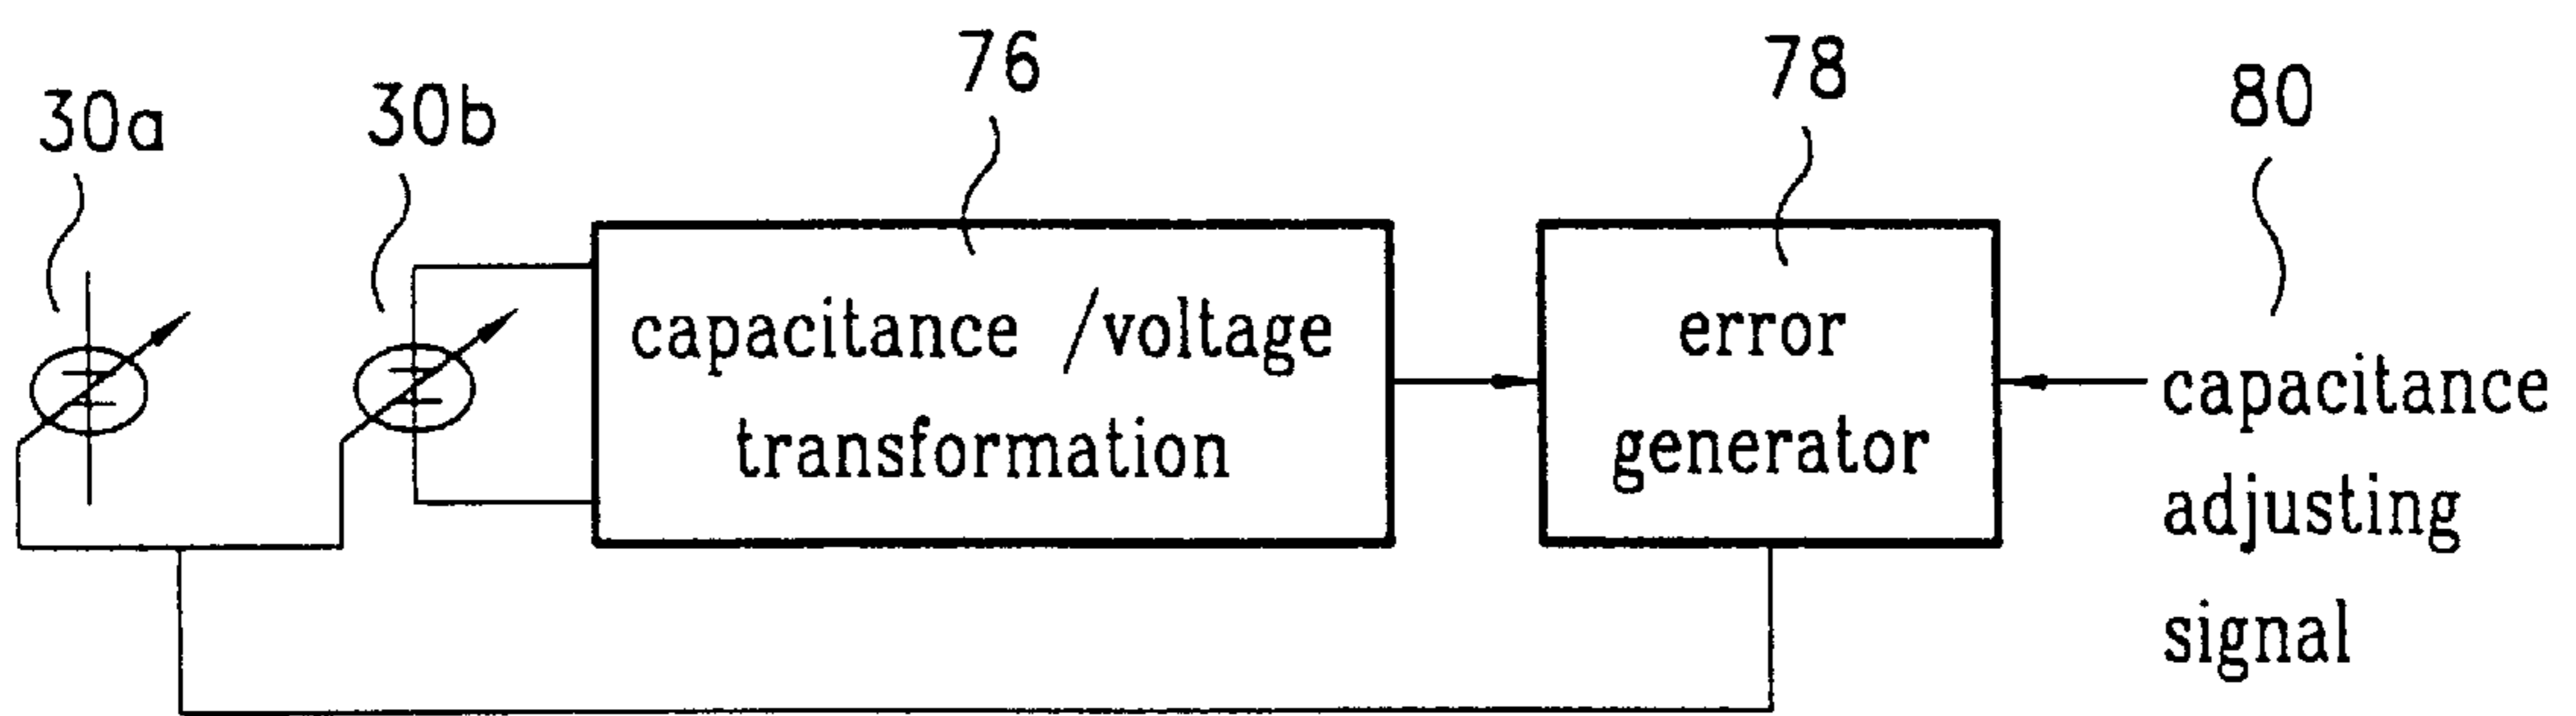 30a
30b
76
78
80
capacitance /voltage
transformation
error
generator
capacitance
adjusting
signal